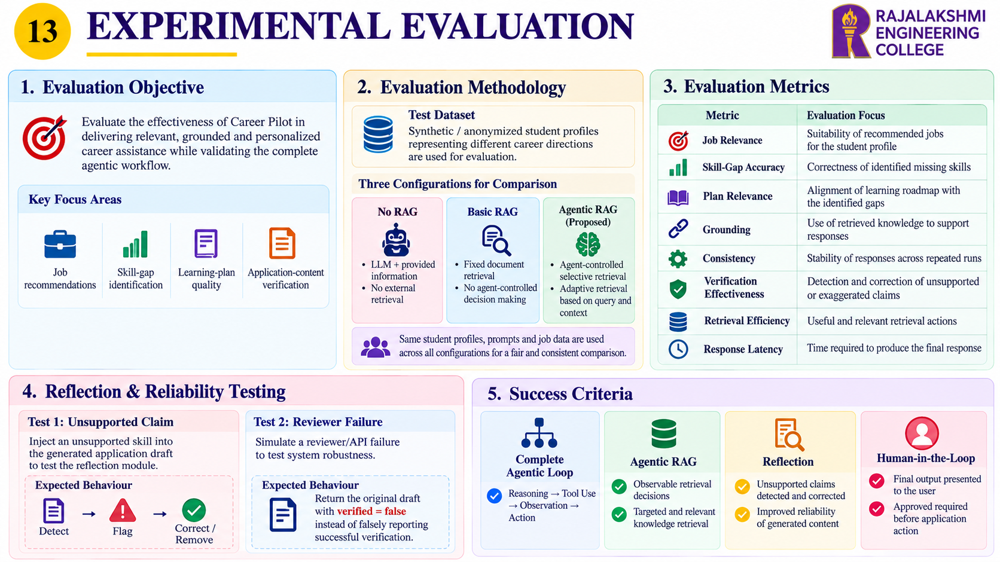 13
EXPERIMENTAL EVALUATION
RAJALAKSHMI
ENGINEERING
COLLEGE
1. Evaluation Objective
Evaluate the effectiveness of Career Pilot in
delivering relevant, grounded and personalized
career assistance while validating the complete
agentic workflow.
Key Focus Areas
Job
recommendations
Skill-gap
identification
Learning-plan
quality
Application-content
verification
2. Evaluation Methodology
Test Dataset
Synthetic / anonymized student profiles
representing different career directions
are used for evaluation.
Three Configurations for Comparison
No RAG
• LLM + provided
information
• No external
retrieval
Basic RAG
• Fixed document
retrieval
• No agent-controlled
decision making
Agentic RAG
(Proposed)
• Agent-controlled
selective retrieval
• Adaptive retrieval
based on query and
context
Same student profiles, prompts and job data are used
across all configurations for a fair and consistent comparison.
3. Evaluation Metrics
Metric Evaluation Focus
Job Relevance Suitability of recommended jobs
for the student profile
Skill-Gap Accuracy Correctness of identified missing skills
Plan Relevance Alignment of learning roadmap with
the identified gaps
Grounding Use of retrieved knowledge to support
responses
Consistency Stability of responses across repeated runs
Verification
Effectiveness
Detection and correction of unsupported
or exaggerated claims
Retrieval Efficiency Useful and relevant retrieval actions
Response Latency Time required to produce the final response
4. Reflection & Reliability Testing
Test 1: Unsupported Claim
Inject an unsupported skill into
the generated application draft
to test the reflection module.
Expected Behaviour
Detect → Flag → Correct /
Remove
Test 2: Reviewer Failure
Simulate a reviewer/API failure
to test system robustness.
Expected Behaviour
Return the original draft
with verified = false
instead of falsely reporting
successful verification.
5. Success Criteria
Complete
Agentic Loop
Reasoning → Tool Use
→ Observation →
Action
Agentic RAG
Observable retrieval
decisions
Targeted and relevant
knowledge retrieval
Reflection
Unsupported claims
detected and corrected
Improved reliability
of generated content
Human-in-the-Loop
Final output presented
to the user
Approved required
before application
action